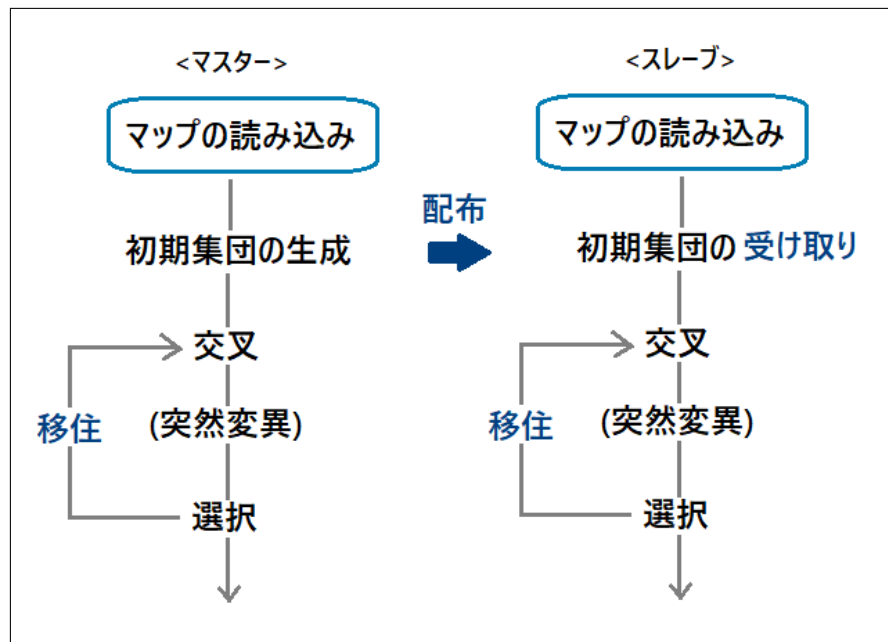 <マスター>
マップの読み込み
初期集団の生成
交叉
移住
(突然変異)
選択
配布
<スレーブ>
マップの読み込み
初期集団の 受け取り
交叉
移住
(突然変異)
選択